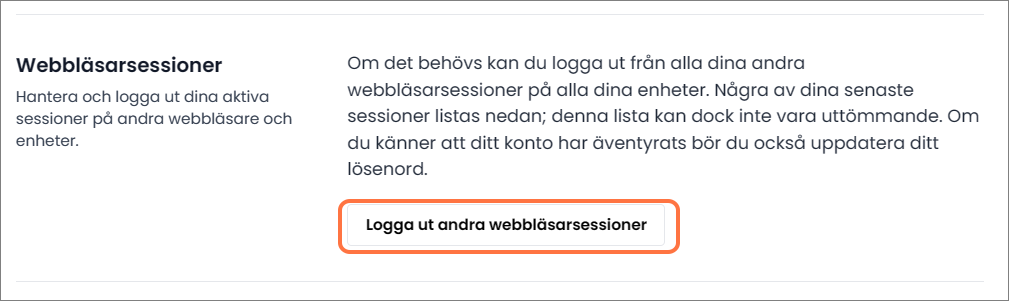 Webbläsarsessioner
Hantera och logga ut dina aktiva
sessioner på andra webbläsare och
enheter.
Om det behövs kan du logga ut från alla dina andra
webbläsarsessioner på alla dina enheter. Några av dina senaste
sessioner listas nedan; denna lista kan dock inte vara uttömmande. Om
du känner att ditt konto har äventyrats bör du också uppdatera ditt
lösenord.
Logga ut andra webbläsarsessioner